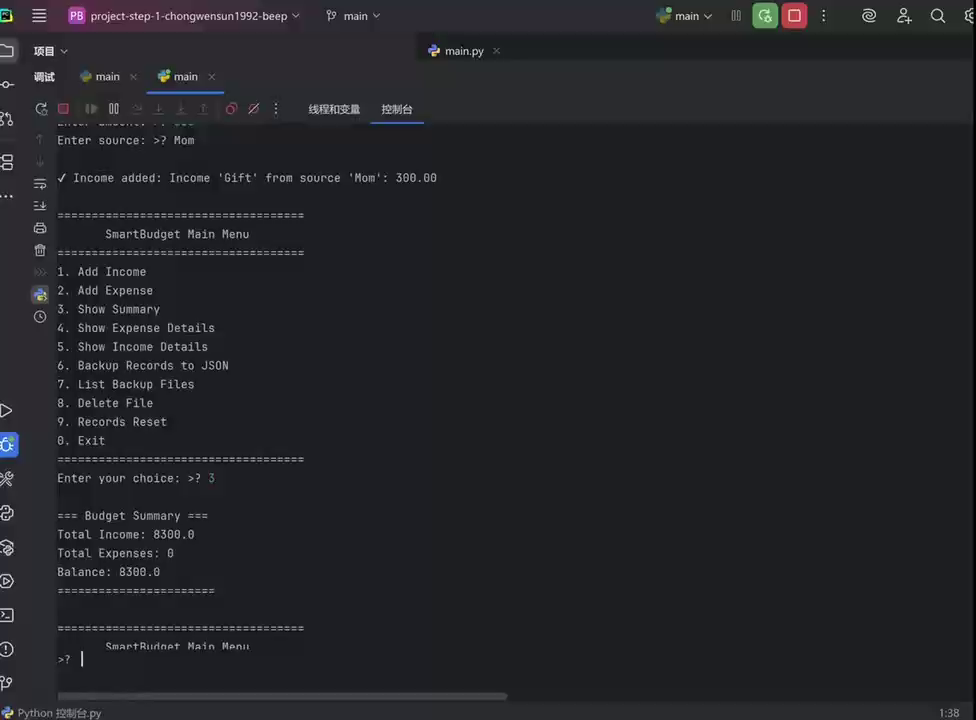 PB project-step-1-chongwensun1992-beep main main
项目 main.py
调试 main main
线程和变量 控制台
Enter source: >? Mom
✓ Income added: Income 'Gift' from source 'Mom': 300.00
====================================
SmartBudget Main Menu
====================================
1. Add Income
2. Add Expense
3. Show Summary
4. Show Expense Details
5. Show Income Details
6. Backup Records to JSON
7. List Backup Files
8. Delete File
9. Records Reset
0. Exit
====================================
Enter your choice: >? 3
=== Budget Summary ===
Total Income: 8300.0
Total Expenses: 0
Balance: 8300.0
=======================
====================================
SmartBudget Main Menu
>?
Python 控制台.py 1:38